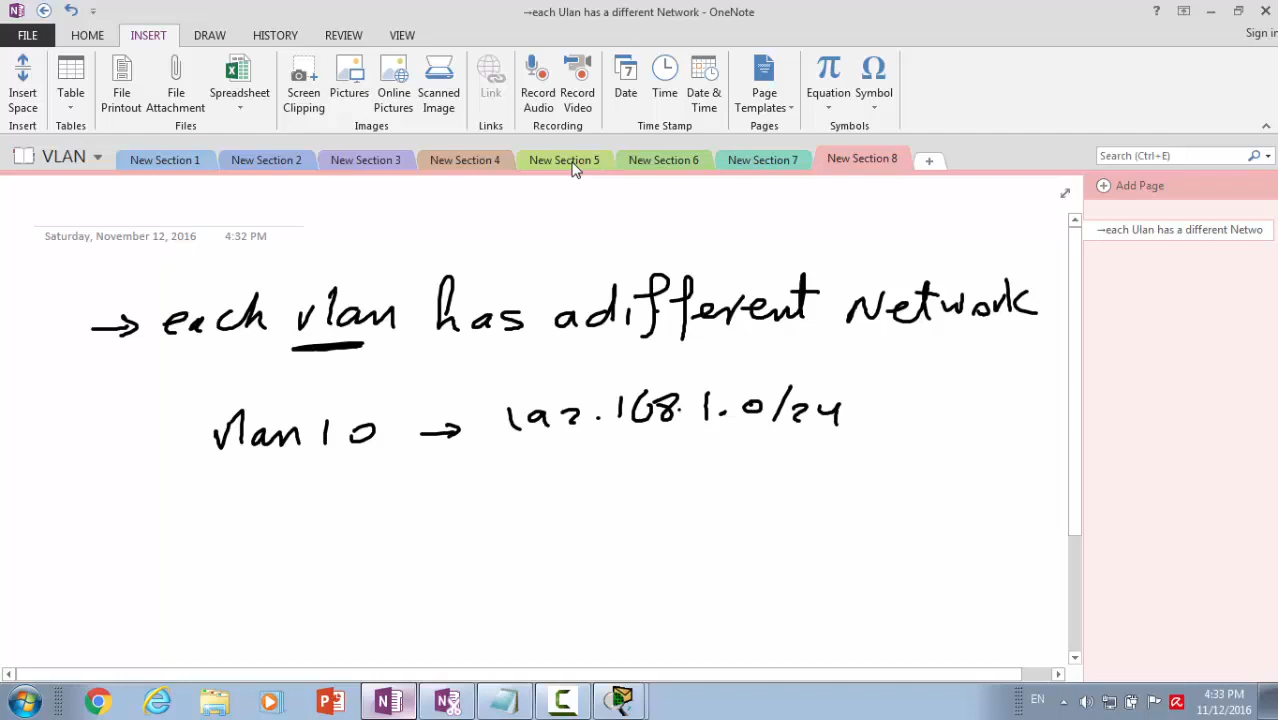 →each Ulan has a different Network - OneNote
? 
Sign in
FILE HOME INSERT DRAW HISTORY REVIEW VIEW
Insert Space
Table
File Printout
File Attachment
Spreadsheet
Screen Clipping
Pictures
Online Pictures
Scanned Image
Link
Record Audio
Record Video
Date
Time
Date & Time
Page Templates
Equation
Symbol
Insert Tables Files Images Links Recording Time Stamp Pages Symbols
VLAN New Section 1 New Section 2 New Section 3 New Section 4 New Section 5 New Section 6 New Section 7 New Section 8 +
Search (Ctrl+E)
Add Page
→each Ulan has a different Netwo
Saturday, November 12, 2016 4:32 PM
→ each vlan has a different Network
vlan 10 → 192.168.1.0/24
EN
4:33 PM
11/12/2016